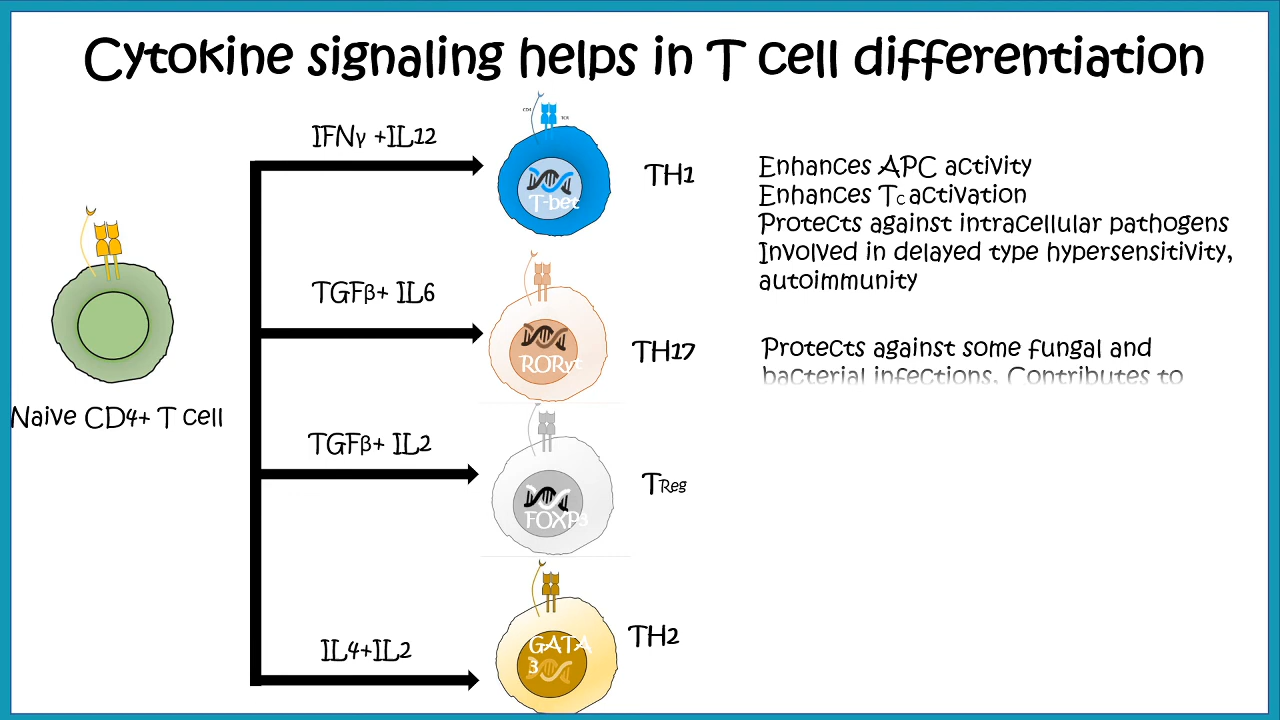 Cytokine signaling helps in T cell differentiation
IFNγ +IL12
CD4
TCR
T-bet
TH1
Enhances APC activity
Enhances Tc activation
Protects against intracellular pathogens
Involved in delayed type hypersensitivity,
autoimmunity
TGFβ+ IL6
RORγt
TH17
Protects against some fungal and
bacterial infections. Contributes to
Naive CD4+ T cell
TGFβ+ IL2
FOXP3
TReg
IL4+IL2
GATA
3
TH2